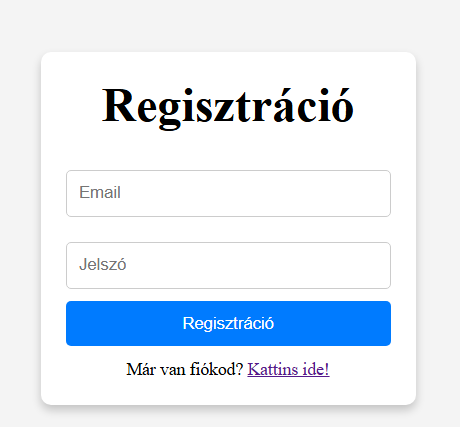 Regisztráció
Email
Jelszó
Regisztráció
Már van fiókod? Kattins ide!